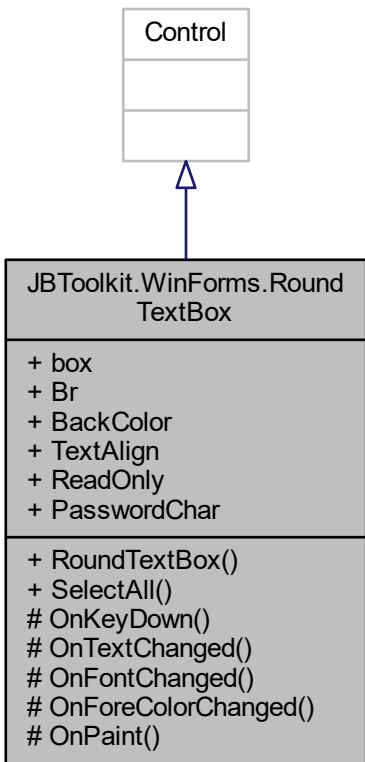 Control
JBToolkit.WinForms.Round
TextBox
+ box
+ Br
+ BackColor
+ TextAlign
+ ReadOnly
+ PasswordChar
+ RoundTextBox()
+ SelectAll()
# OnKeyDown()
# OnTextChanged()
# OnFontChanged()
# OnForeColorChanged()
# OnPaint()